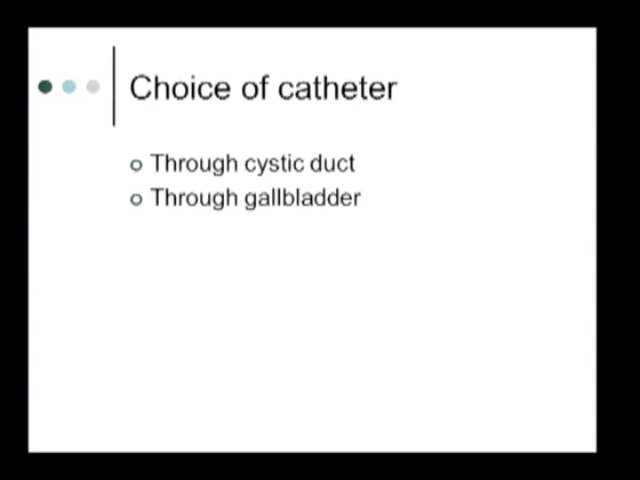 Choice of catheter
Through cystic duct
Through gallbladder